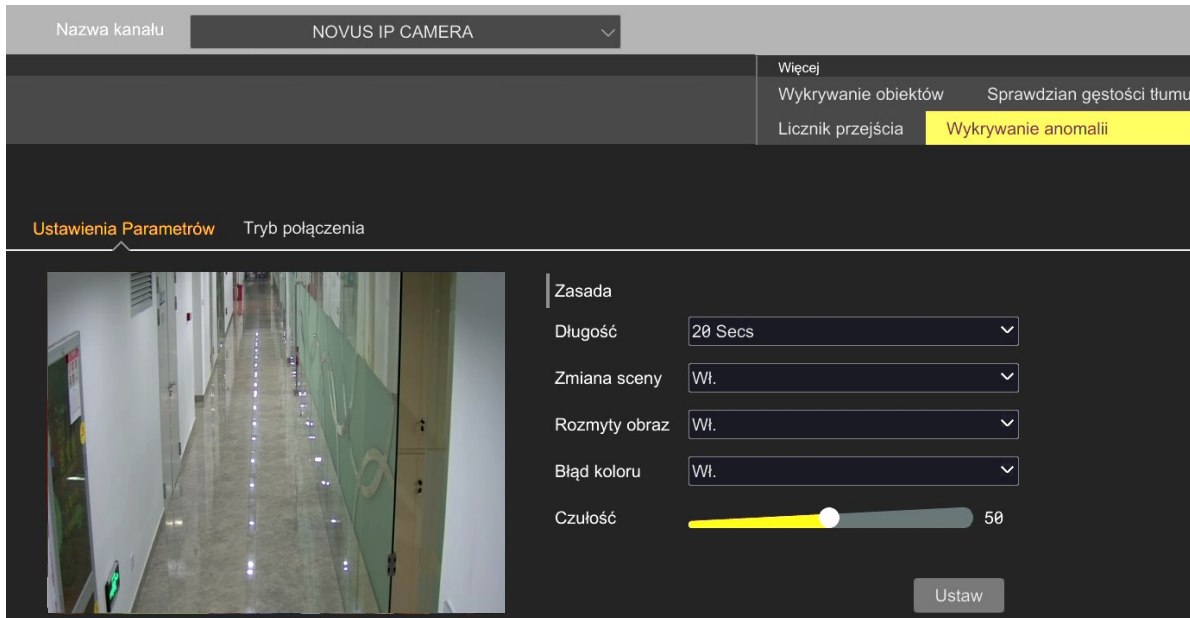 Nazwa kanału NOVUS IP CAMERA
Więcej
Wykrywanie obiektów Sprawdzian gęstości tłumu
Licznik przejścia Wykrywanie anomalii
Ustawienia Parametrów Tryb połączenia
Zasada
Długość 20 Secs
Zmiana sceny Wł.
Rozmyty obraz Wł.
Błąd koloru Wł.
Czułość 50
Ustaw